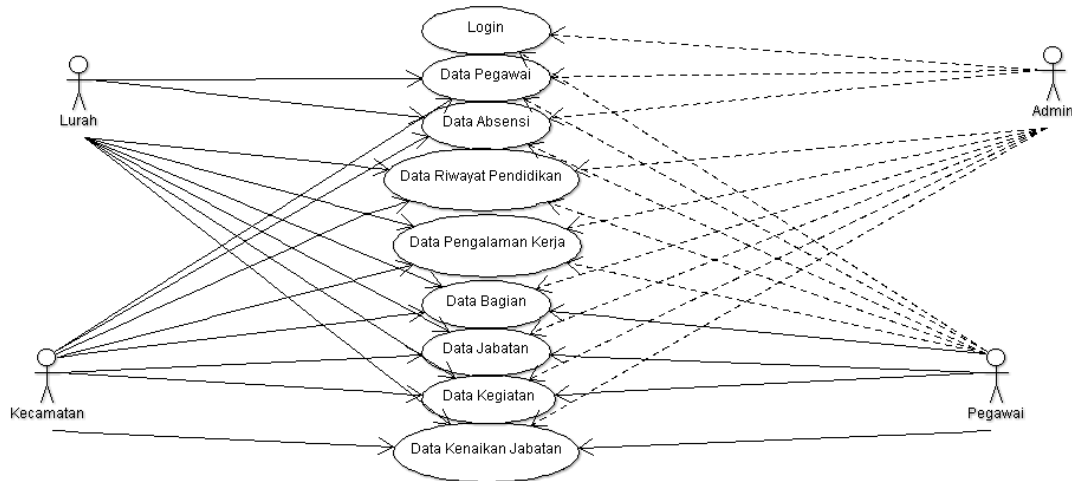 Login
Data Pegawai
Lurah
Admin
Data Absensi
Data Riwayat Pendidikan
Data Pengalaman Kerja
Data Bagian
Data Jabatan
Data Kegiatan
Kecamatan
Pegawai
Data Kenaikan Jabatan